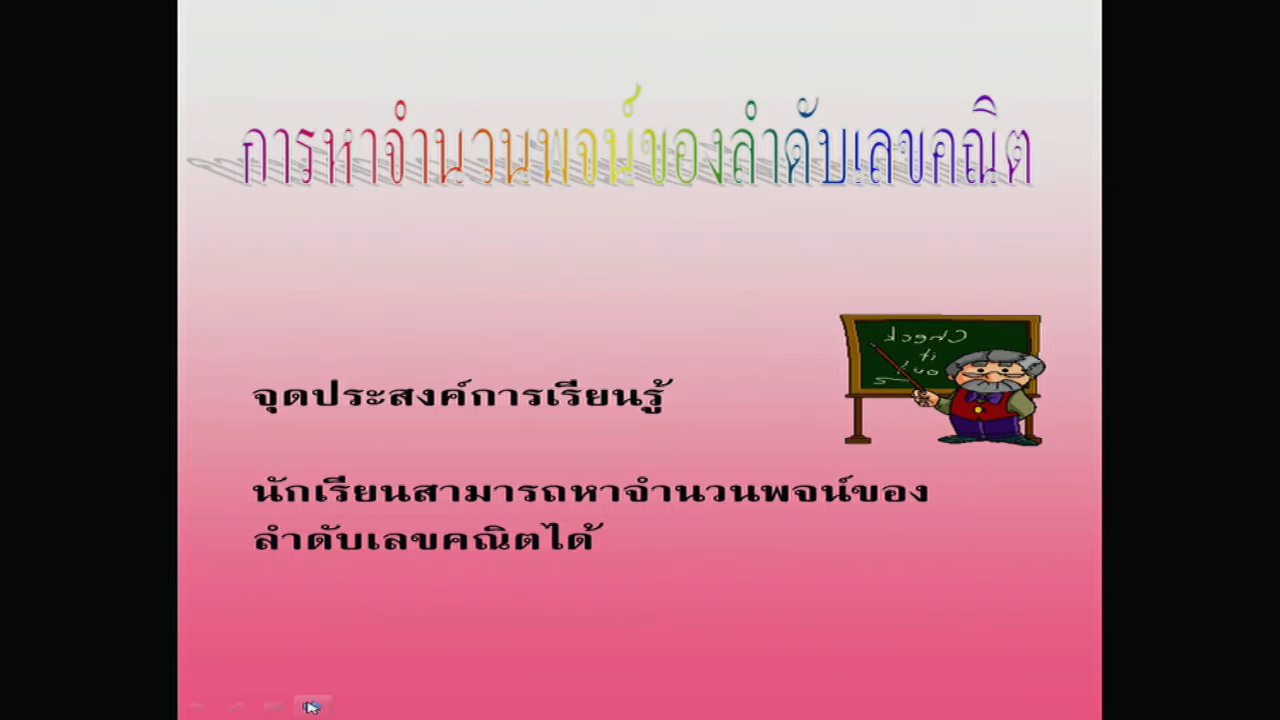 การหาจำนวนพจน์ของลำดับเลขคณิต
จุดประสงค์การเรียนรู้
นักเรียนสามารถหาจำนวนพจน์ของ
ลำดับเลขคณิตได้